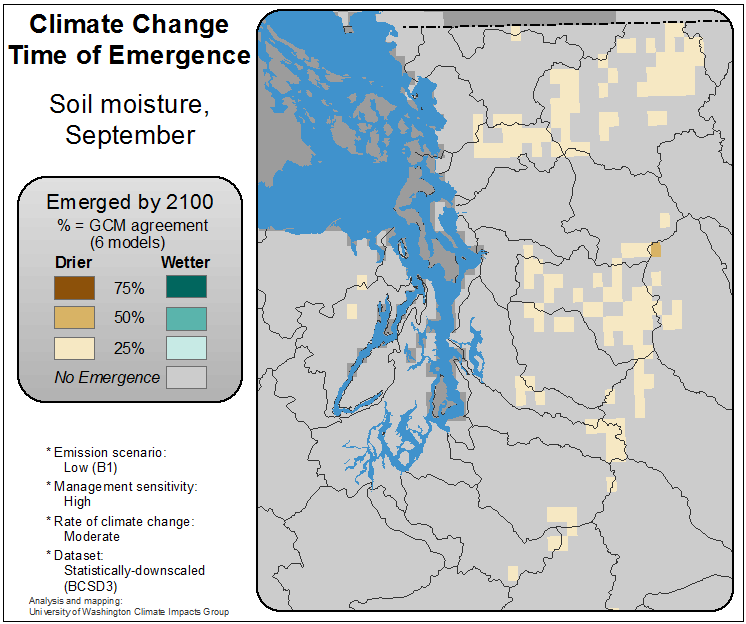 Climate Change
Time of Emergence
Soil moisture,
September
Emerged by 2100
% = GCM agreement
(6 models)
Drier Wetter
75%
50%
25%
No Emergence
* Emission scenario:
Low (B1)
* Management sensitivity:
High
* Rate of climate change:
Moderate
* Dataset:
Statistically-downscaled
(BCSD3)
Analysis and mapping:
University of Washington Climate Impacts Group